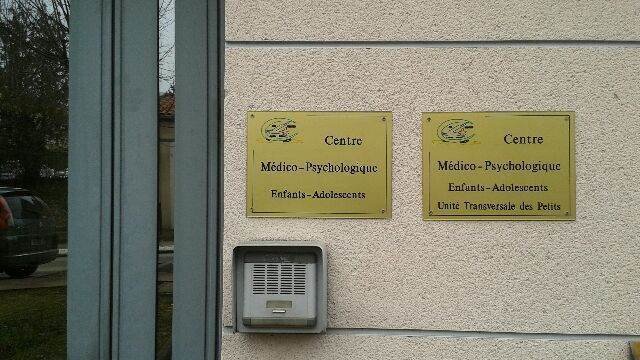 Centre
Médico-Psychologique
Enfants-Adolescents
Centre
Médico-Psychologique
Enfants-Adolescents
Unité Transversale des Petits